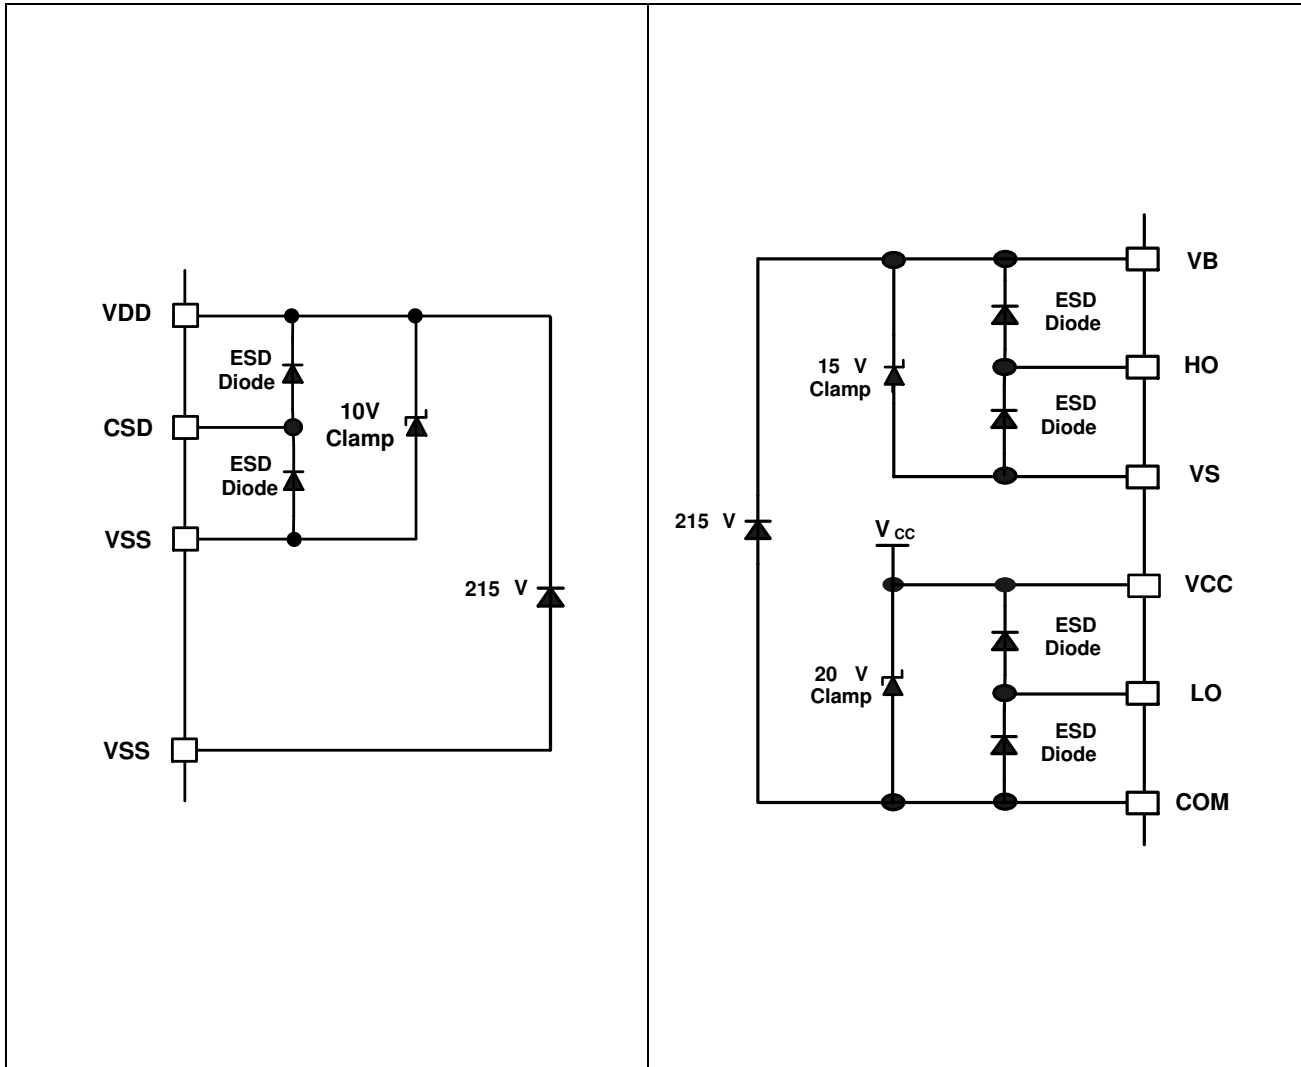 VDD
ESD
Diode
CSD
10V
Clamp
ESD
Diode
VSS
215 V
VSS
VB
ESD
Diode
15 V
Clamp
HO
ESD
Diode
VS
215 V
VCC
VCC
ESD
Diode
20 V
Clamp
LO
ESD
Diode
COM